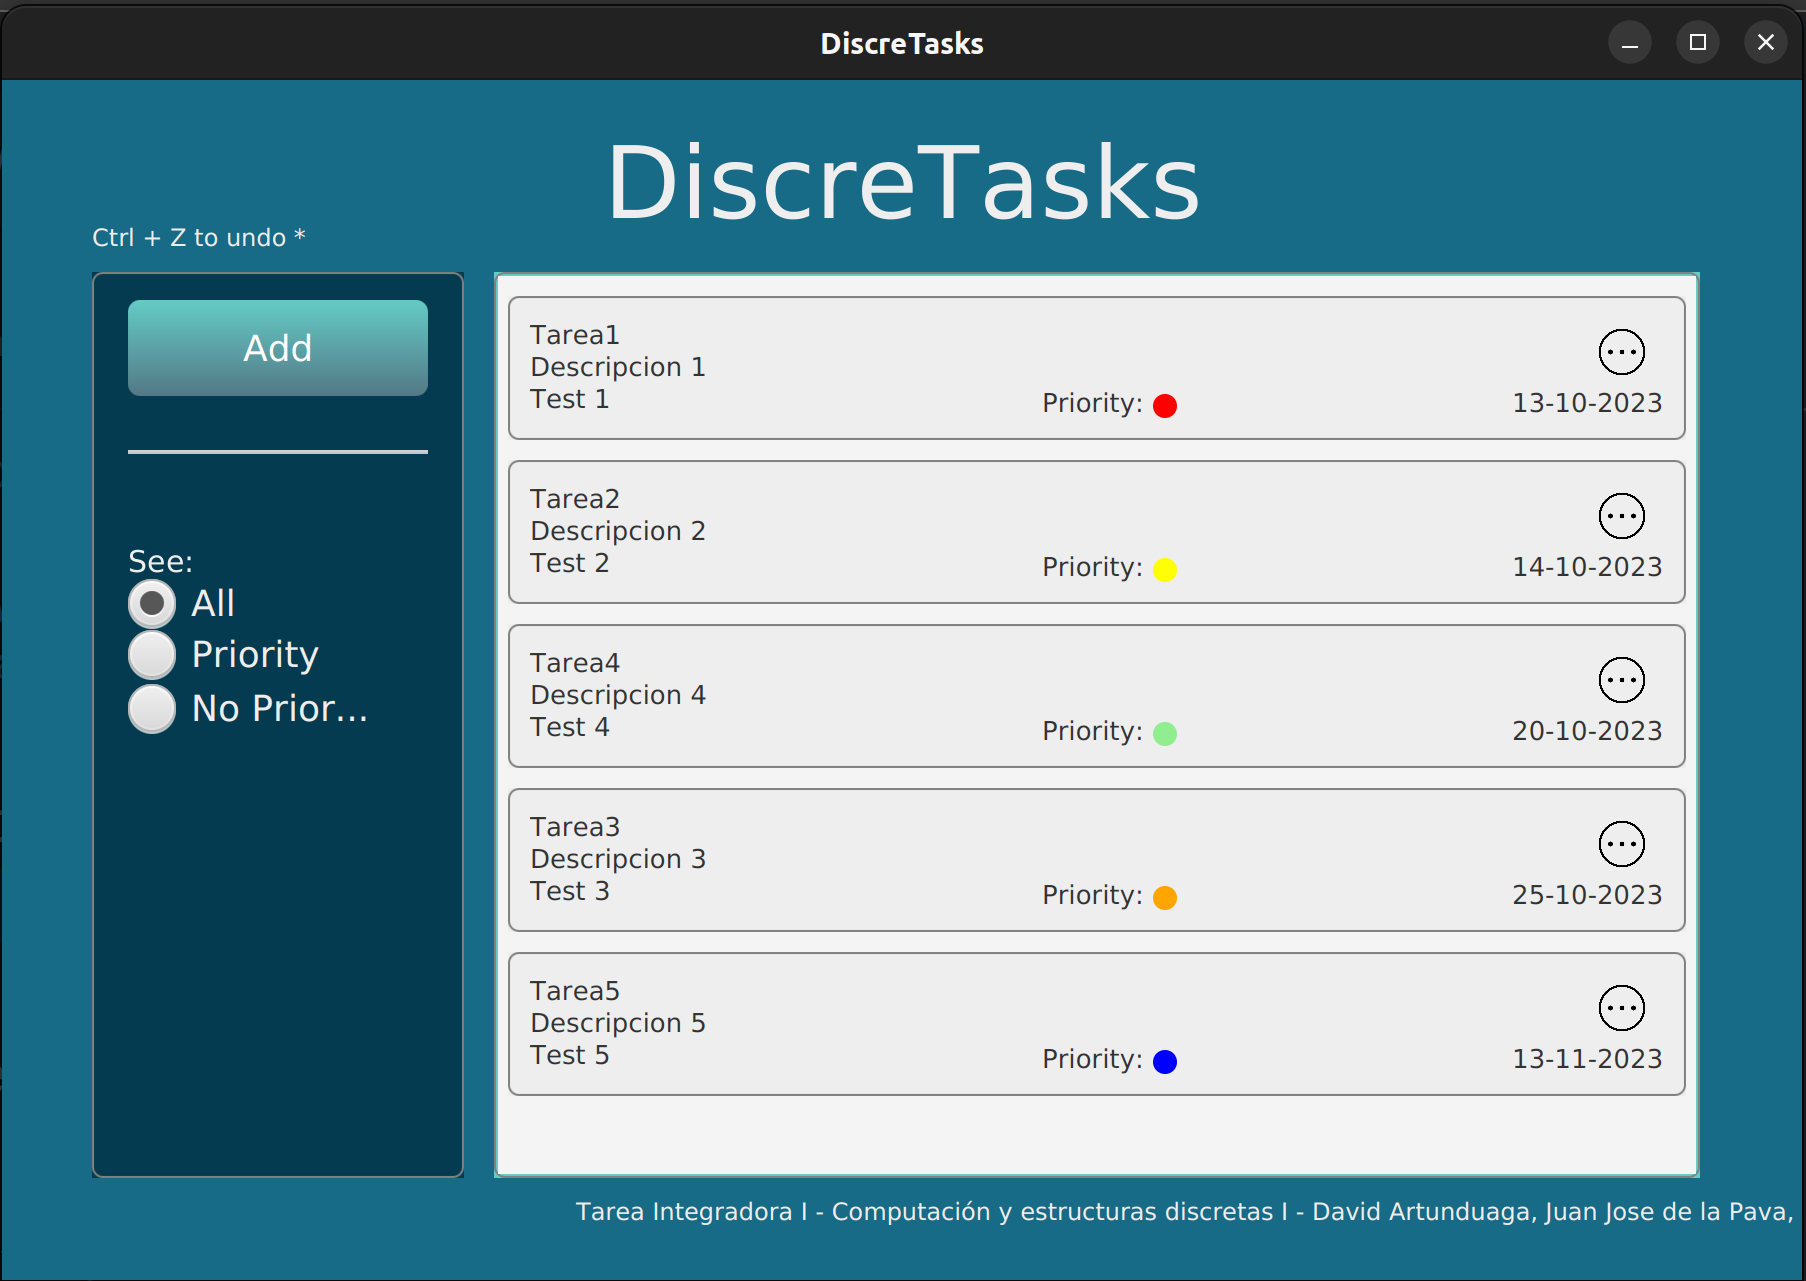 DiscreTasks
DiscreTasks
Ctrl + Z to undo *
Add
See:
All
Priority
No Prior...
Tarea1
Descripcion 1
Test 1
Priority:
13-10-2023
Tarea2
Descripcion 2
Test 2
Priority:
14-10-2023
Tarea4
Descripcion 4
Test 4
Priority:
20-10-2023
Tarea3
Descripcion 3
Test 3
Priority:
25-10-2023
Tarea5
Descripcion 5
Test 5
Priority:
13-11-2023
Tarea Integradora I - Computación y estructuras discretas I - David Artunduaga, Juan Jose de la Pava,